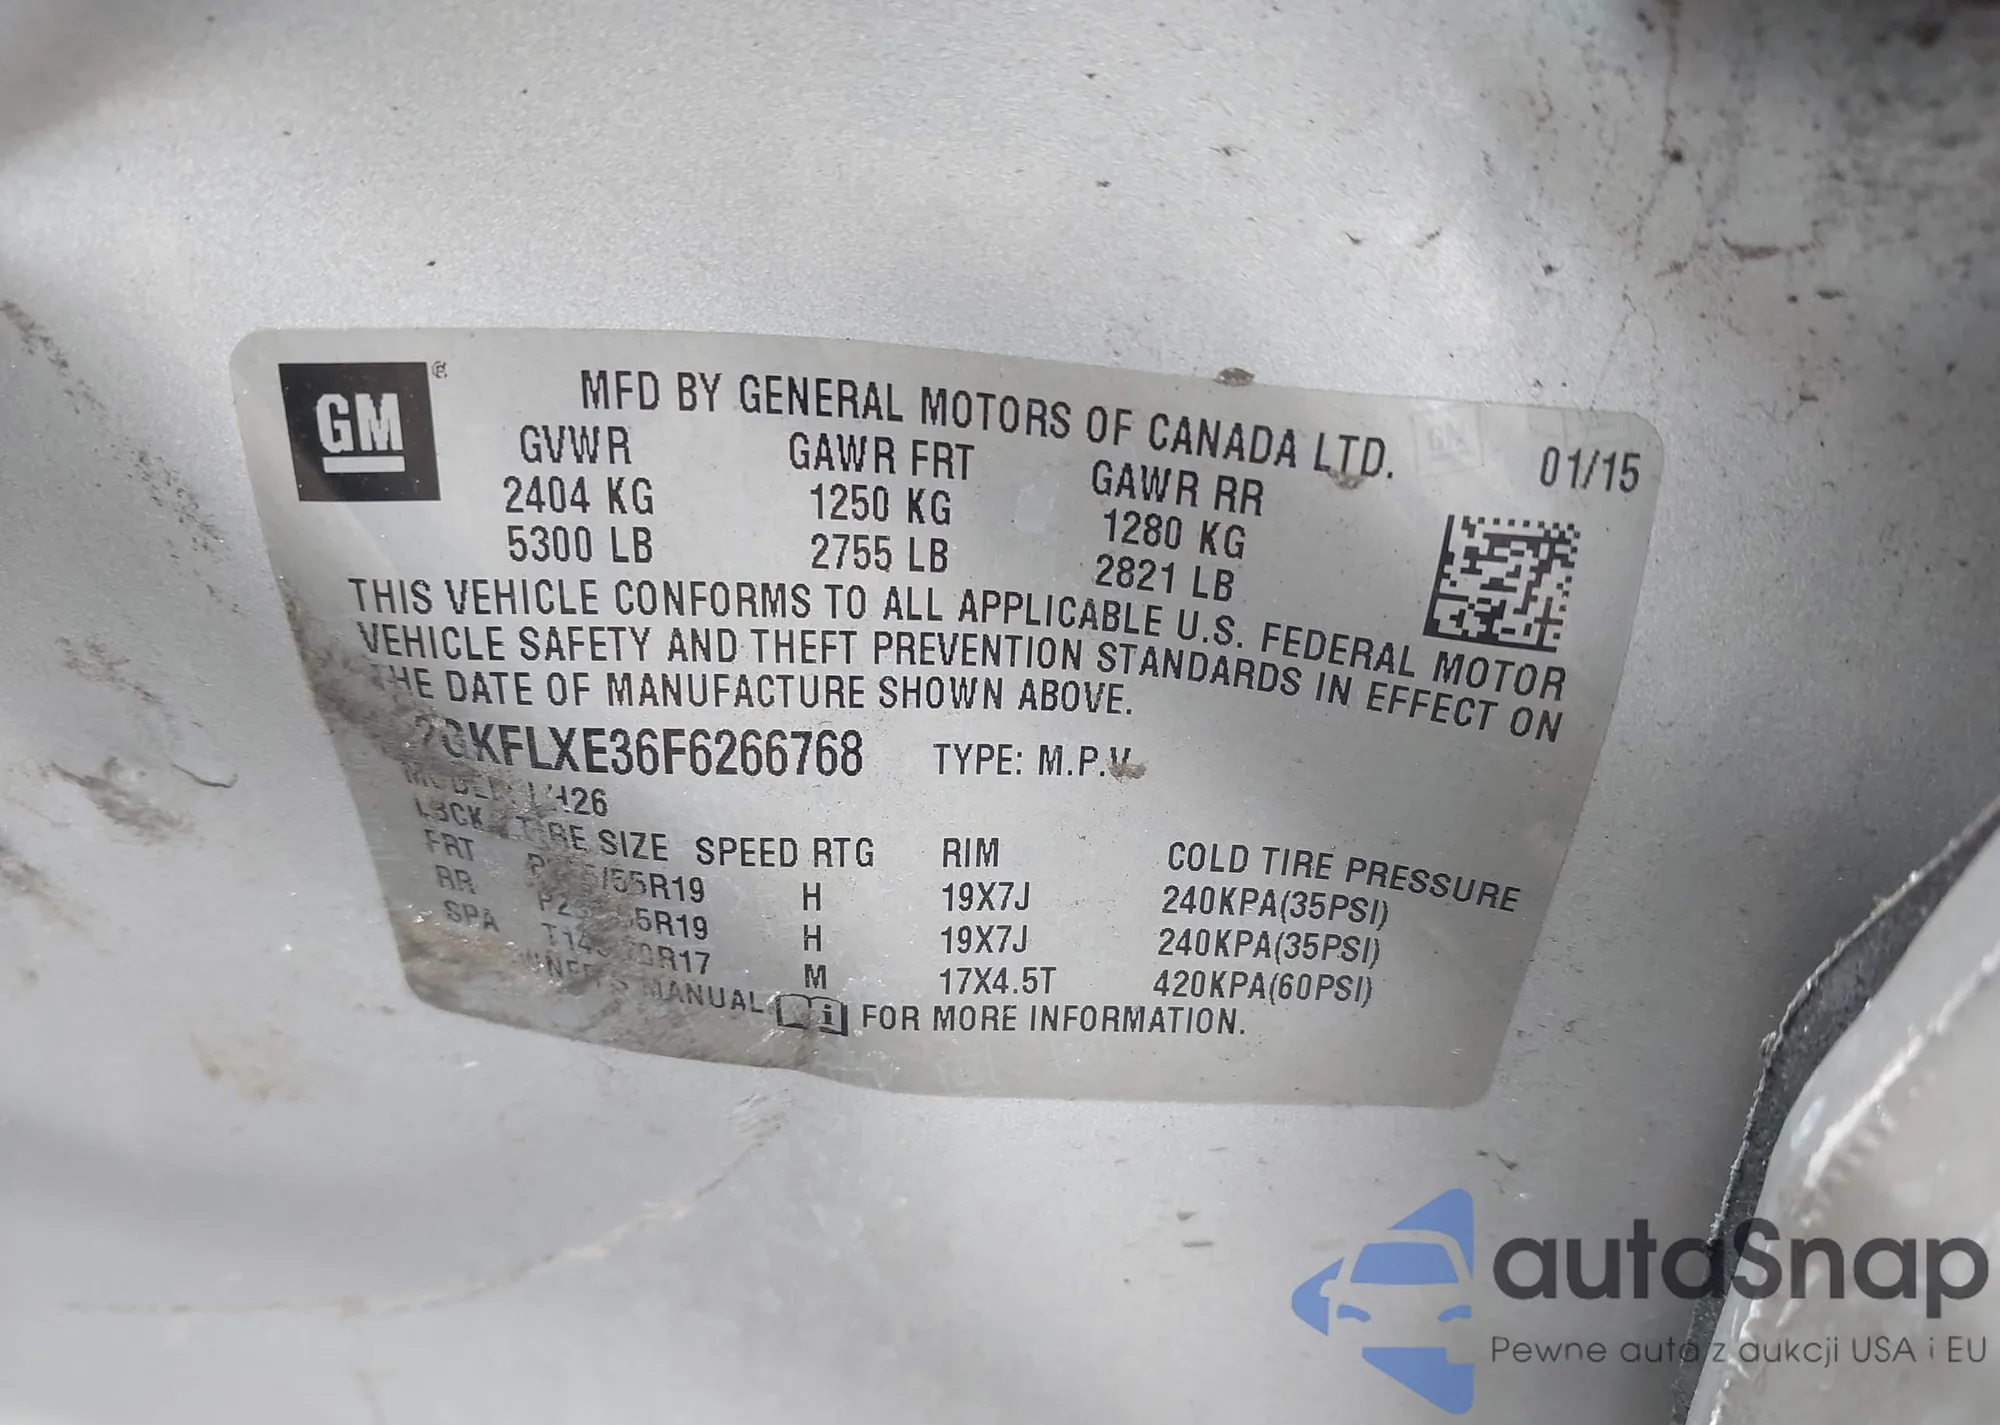 GM ®
MFD BY GENERAL MOTORS OF CANADA LTD. 01/15
GVWR GAWR FRT GAWR RR
2404 KG 1250 KG 1280 KG
5300 LB 2755 LB 2821 LB
THIS VEHICLE CONFORMS TO ALL APPLICABLE U.S. FEDERAL MOTOR
VEHICLE SAFETY AND THEFT PREVENTION STANDARDS IN EFFECT ON
THE DATE OF MANUFACTURE SHOWN ABOVE.
2GKFLXE36F6266768 TYPE: M.P.V.
TIRE SIZE SPEED RTG RIM COLD TIRE PRESSURE
FRT H 19X7J 240KPA(35PSI)
RR H 19X7J 240KPA(35PSI)
SPA M 17X4.5T 420KPA(60PSI)
MANUAL FOR MORE INFORMATION.
autoSnap
Pewne auta z aukcji USA i EU